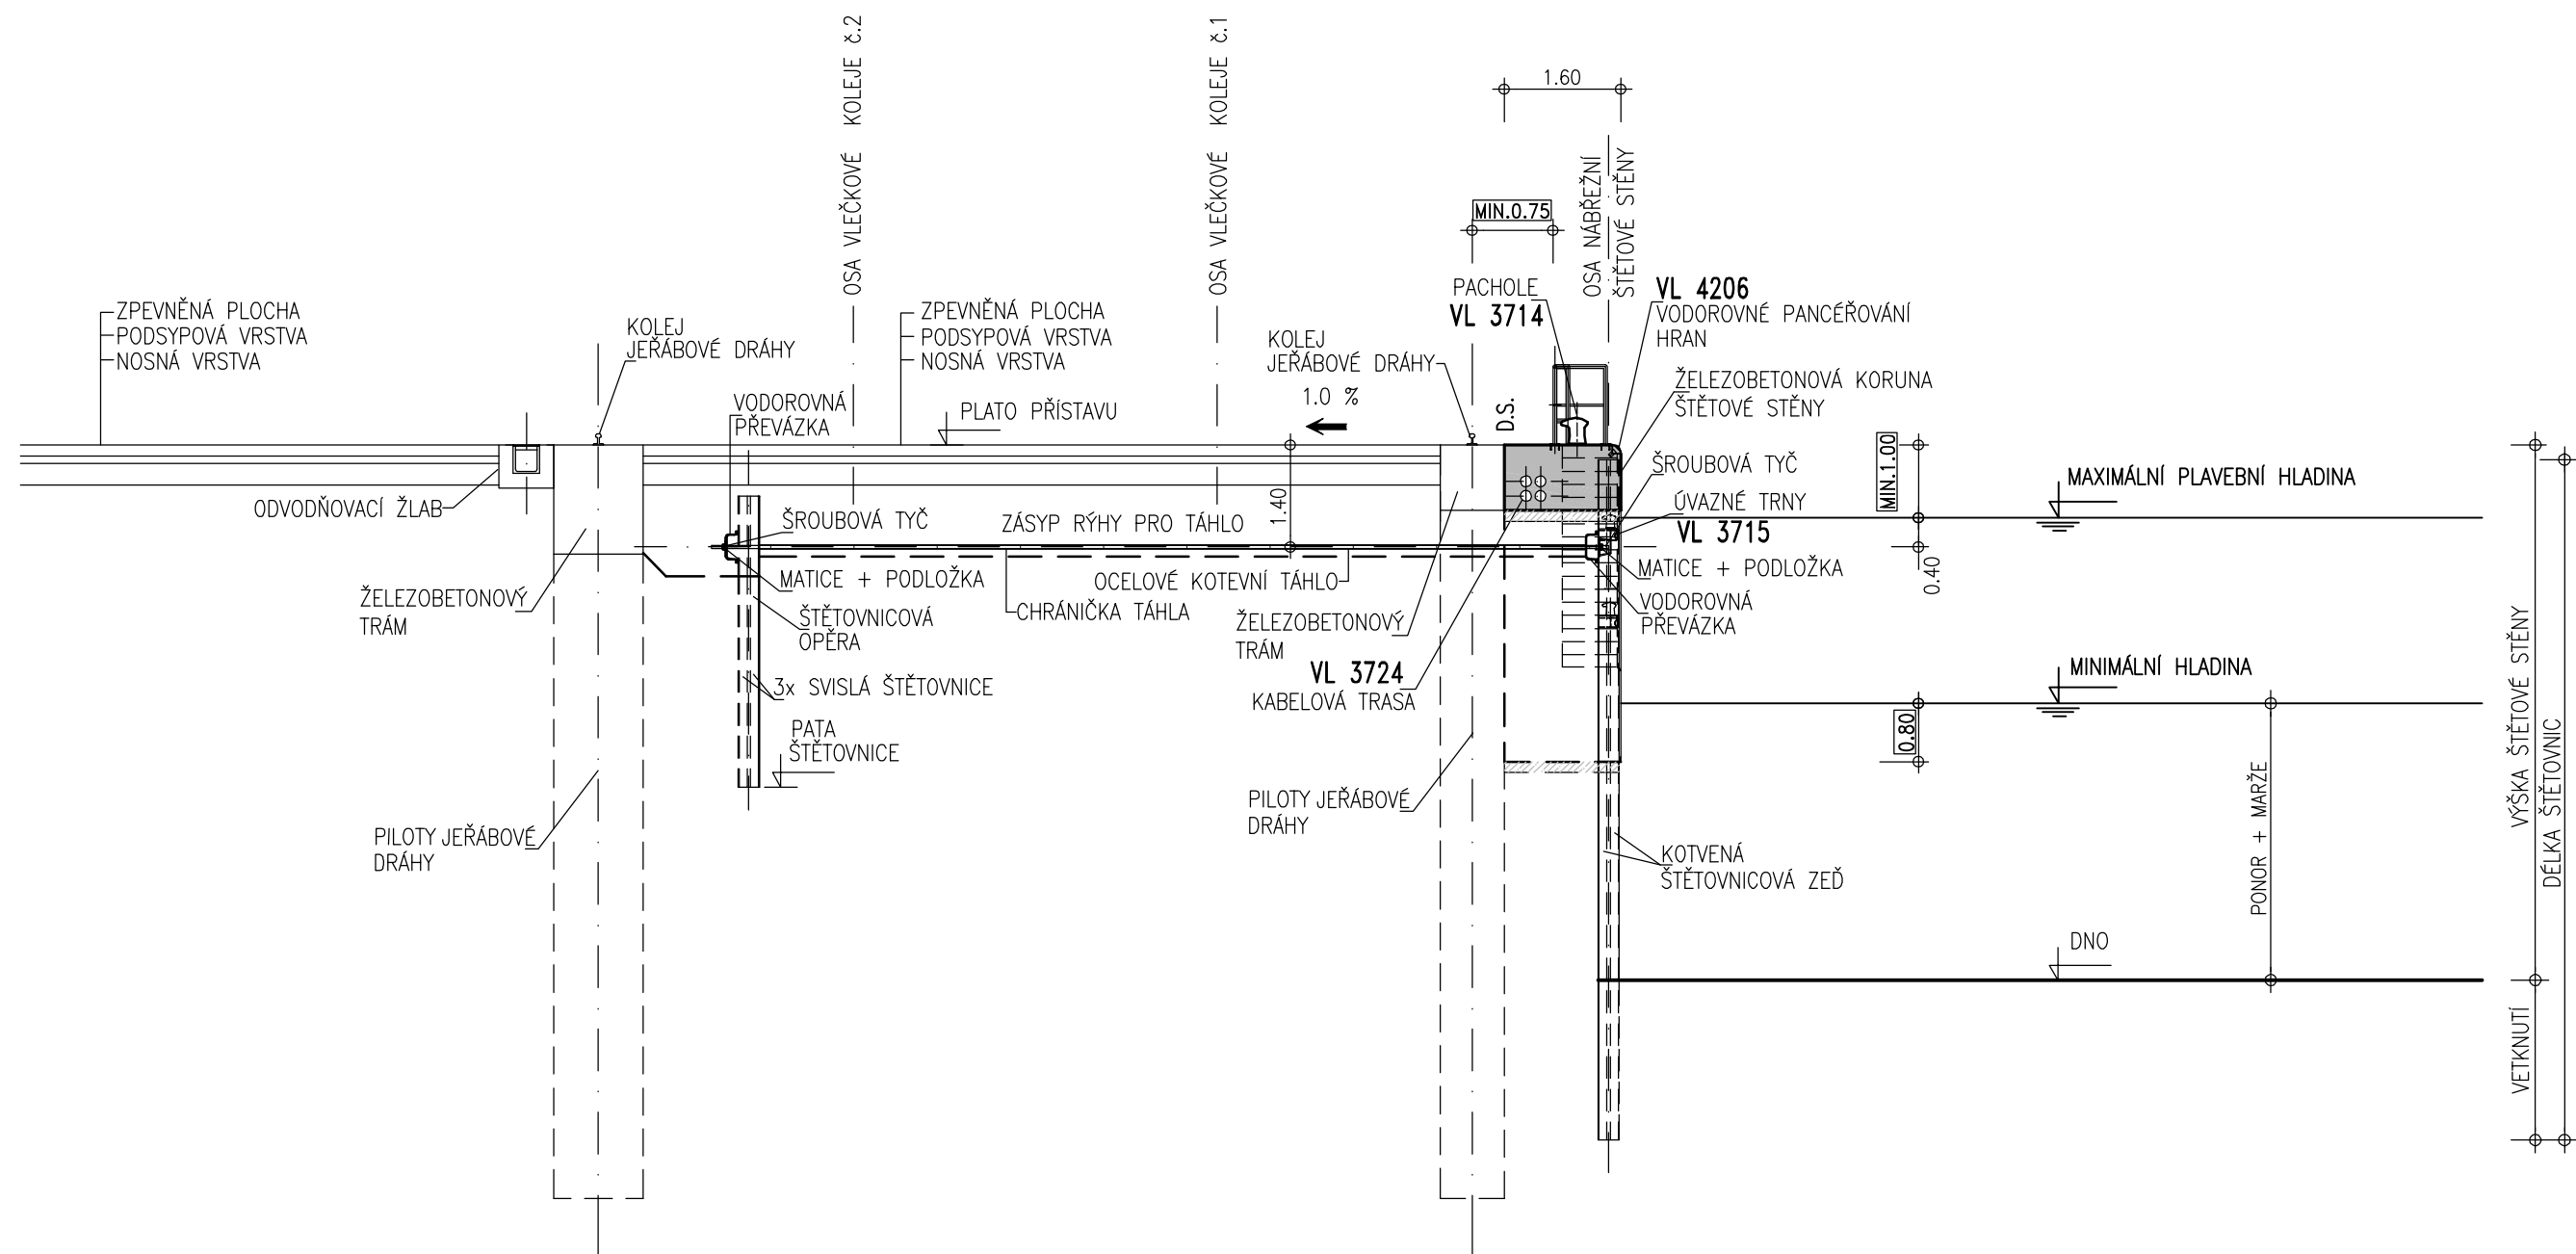 OSA VLEČKOVÉ KOLEJE č.2
OSA VLEČKOVÉ KOLEJE č.1
1.60
MIN.0.75
OSA NÁBŘEŽNÍ
ŠTĚTOVÉ STĚNY
PACHOLE
VL 3714
VL 4206
VODOROVNÉ PANCÉŘOVÁNÍ
HRAN
ZPEVNĚNÁ PLOCHA
PODSYPOVÁ VRSTVA
NOSNÁ VRSTVA
KOLEJ
JEŘÁBOVÉ DRÁHY
ZPEVNĚNÁ PLOCHA
PODSYPOVÁ VRSTVA
NOSNÁ VRSTVA
KOLEJ
JEŘÁBOVÉ DRÁHY
1.0 %
D.S.
ŽELEZOBETONOVÁ KORUNA
ŠTĚTOVÉ STĚNY
VODOROVNÁ
PŘEVÁZKA
PLATO PŘÍSTAVU
ŠROUBOVÁ TYČ
MIN.1.00
MAXIMÁLNÍ PLAVEBNÍ HLADINA
ODVODŇOVACÍ ŽLAB
ŠROUBOVÁ TYČ
ZÁSYP RÝHY PRO TÁHLO
1.40
ÚVAZNÉ TRNY
VL 3715
MATICE + PODLOŽKA
OCELOVÉ KOTEVNÍ TÁHLO
MATICE + PODLOŽKA
0.40
ŽELEZOBETONOVÝ
TRÁM
ŠTĚTOVNICOVÁ
OPĚRA
CHRÁNIČKA TÁHLA
ŽELEZOBETONOVÝ
TRÁM
VODOROVNÁ
PŘEVÁZKA
VL 3724
KABELOVÁ TRASA
3x SVISLÁ ŠTĚTOVNICE
MINIMÁLNÍ HLADINA
PATA
ŠTĚTOVNICE
0.80
PILOTY JEŘÁBOVÉ
DRÁHY
PILOTY JEŘÁBOVÉ
DRÁHY
KOTVENÁ
ŠTĚTOVNICOVÁ ZEĎ
PONOR + MARŽE
VÝŠKA ŠTĚTOVÉ STĚNY
DÉLKA ŠTĚTOVNIC
DNO
VETKNUTÍ